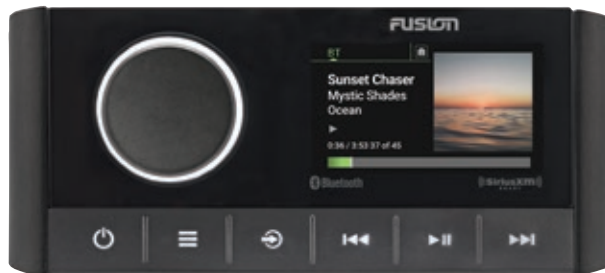 FUSION
BT
Sunset Chaser
Mystic Shades
Ocean
0:36 / 3:53 37 of 45
Bluetooth
((SiriusXM))